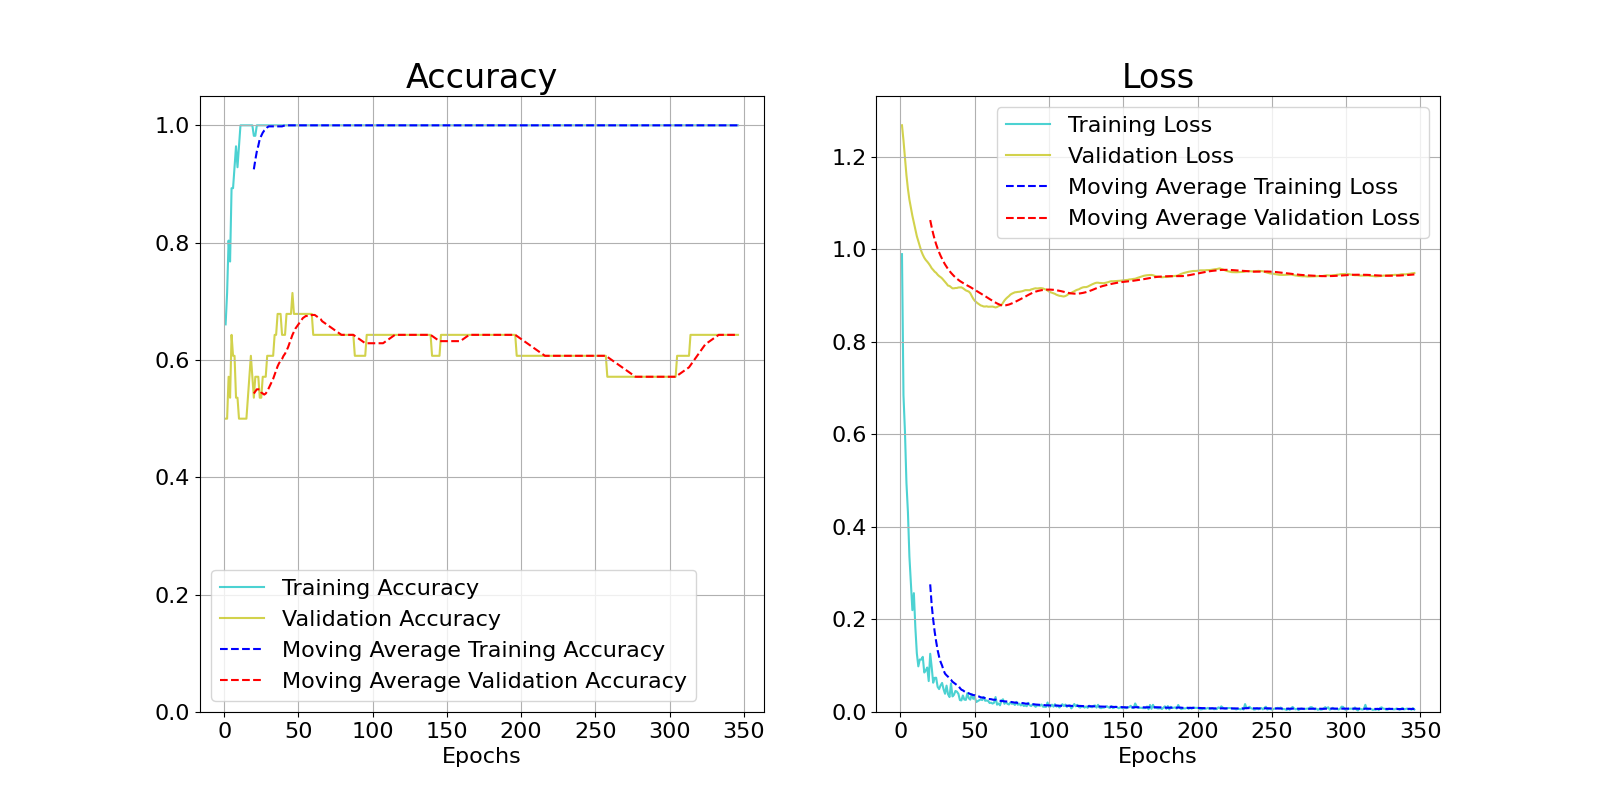 Accuracy
1.0
0.8
0.6
0.4
0.2
0.0
Training Accuracy
Validation Accuracy
Moving Average Training Accuracy
Moving Average Validation Accuracy
0 50 100 150 200 250 300 350
Epochs
Loss
1.2
1.0
0.8
0.6
0.4
0.2
0.0
Training Loss
Validation Loss
Moving Average Training Loss
Moving Average Validation Loss
0 50 100 150 200 250 300 350
Epochs